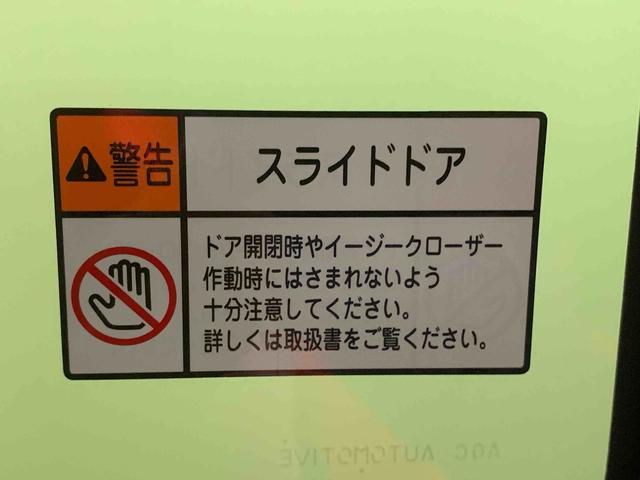 警告
スライドドア
ドア開閉時やイージークローザー
作動時にはさまれないよう
十分注意してください。
詳しくは取扱書をご覧ください。
AGC AUTOMOTIVE